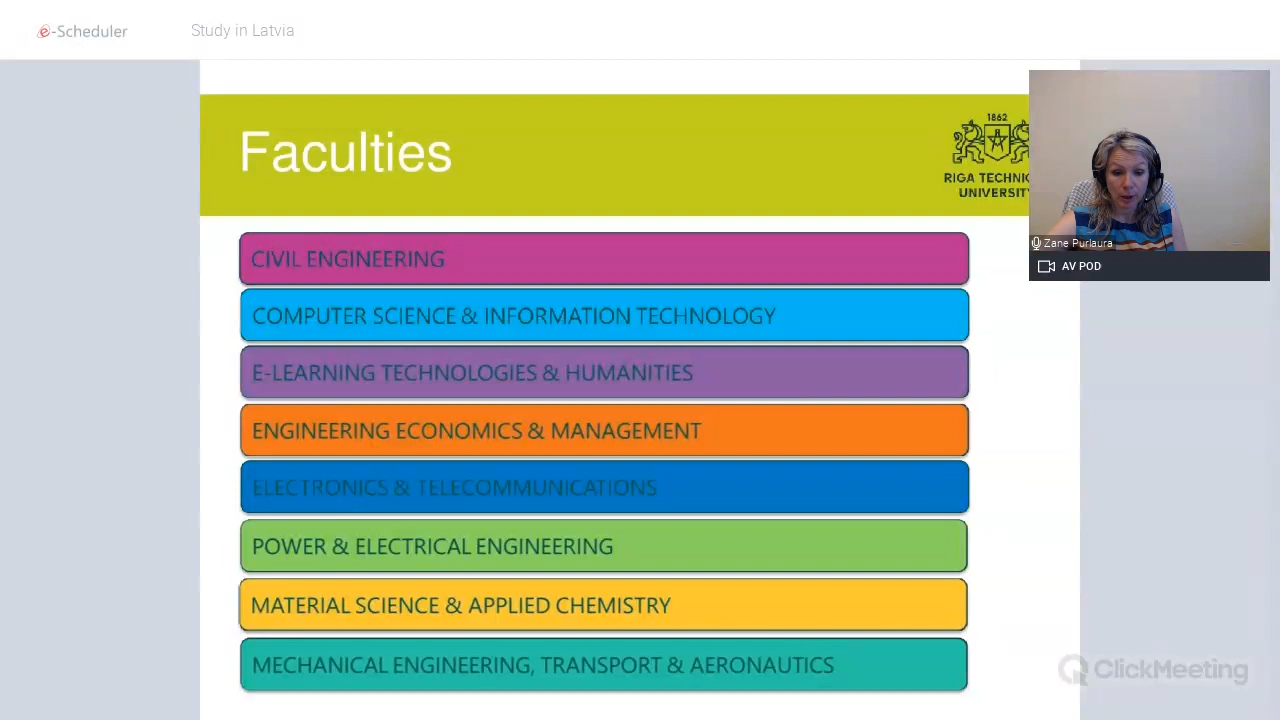 e-Scheduler
Study in Latvia
Faculties
1862
RIGA TECHNIC
UNIVERSITY
Zane Purlaura
AV POD
CIVIL ENGINEERING
COMPUTER SCIENCE & INFORMATION TECHNOLOGY
E-LEARNING TECHNOLOGIES & HUMANITIES
ENGINEERING ECONOMICS & MANAGEMENT
ELECTRONICS & TELECOMMUNICATIONS
POWER & ELECTRICAL ENGINEERING
MATERIAL SCIENCE & APPLIED CHEMISTRY
MECHANICAL ENGINEERING, TRANSPORT & AERONAUTICS
ClickMeeting